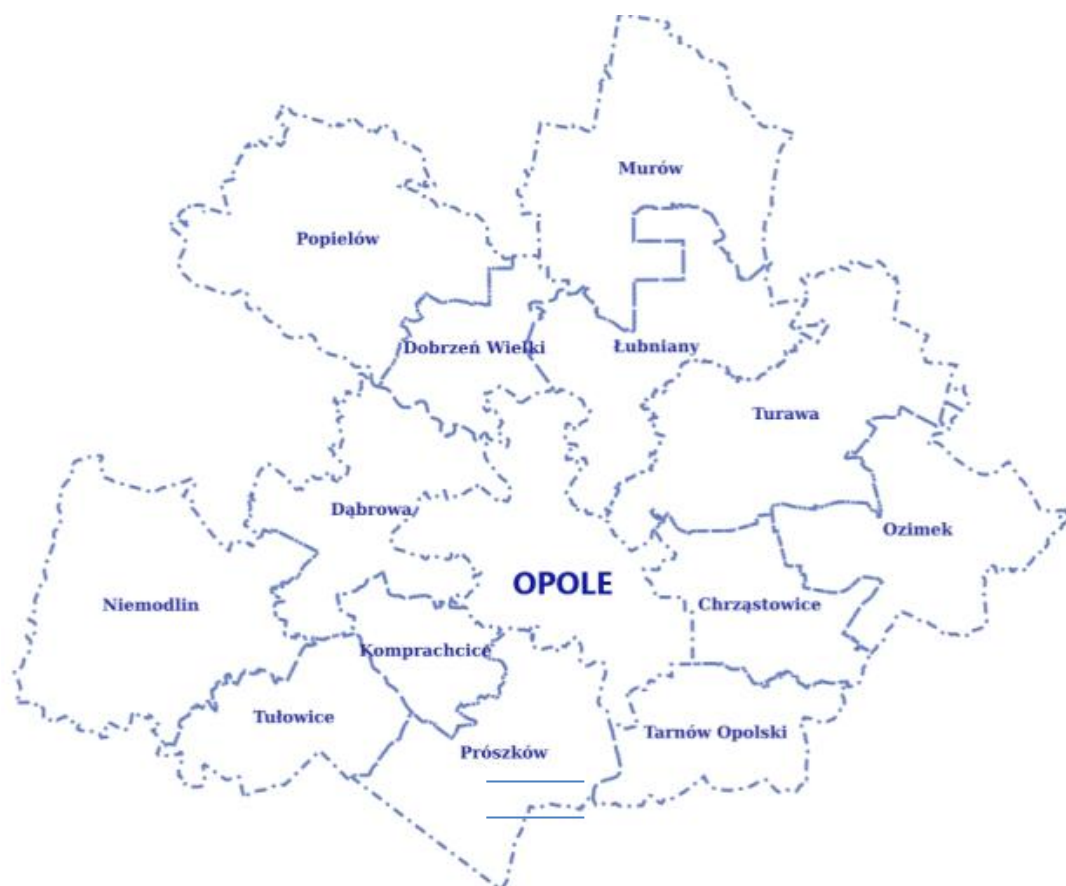 Murów
Popielów
Dobrzeń Wielki
Łubniany
Turawa
Dąbrowa
Ozimek
OPOLE
Niemodlin
Chrząstowice
Komprachcice
Tułowice
Tarnów Opolski
Prószków